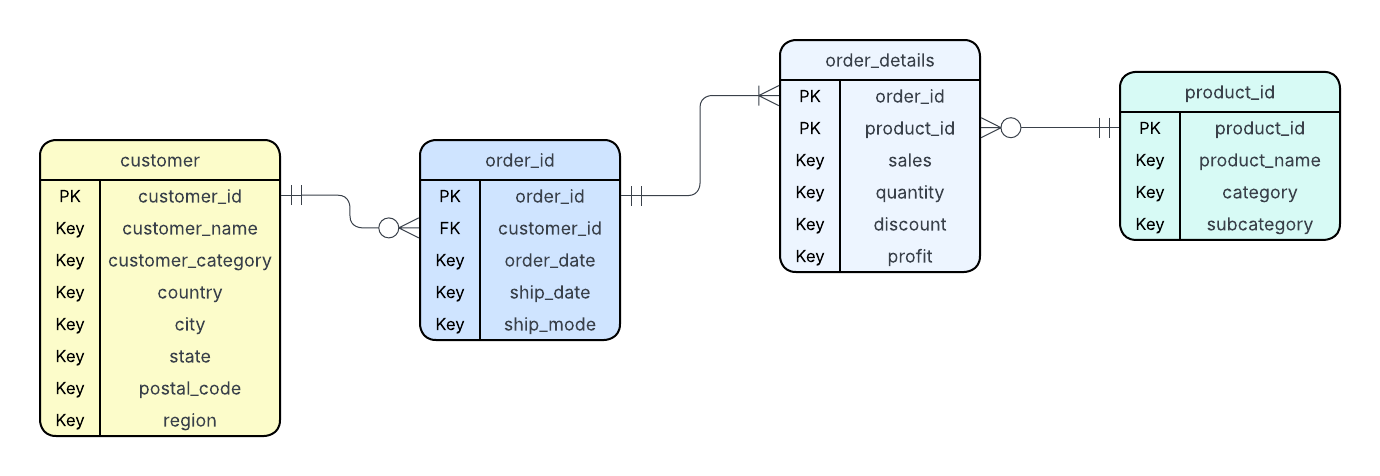 customer
PK customer_id
Key customer_name
Key customer_category
Key country
Key city
Key state
Key postal_code
Key region
order_id
PK order_id
FK customer_id
Key order_date
Key ship_date
Key ship_mode
order_details
PK order_id
PK product_id
Key sales
Key quantity
Key discount
Key profit
product_id
PK product_id
Key product_name
Key category
Key subcategory